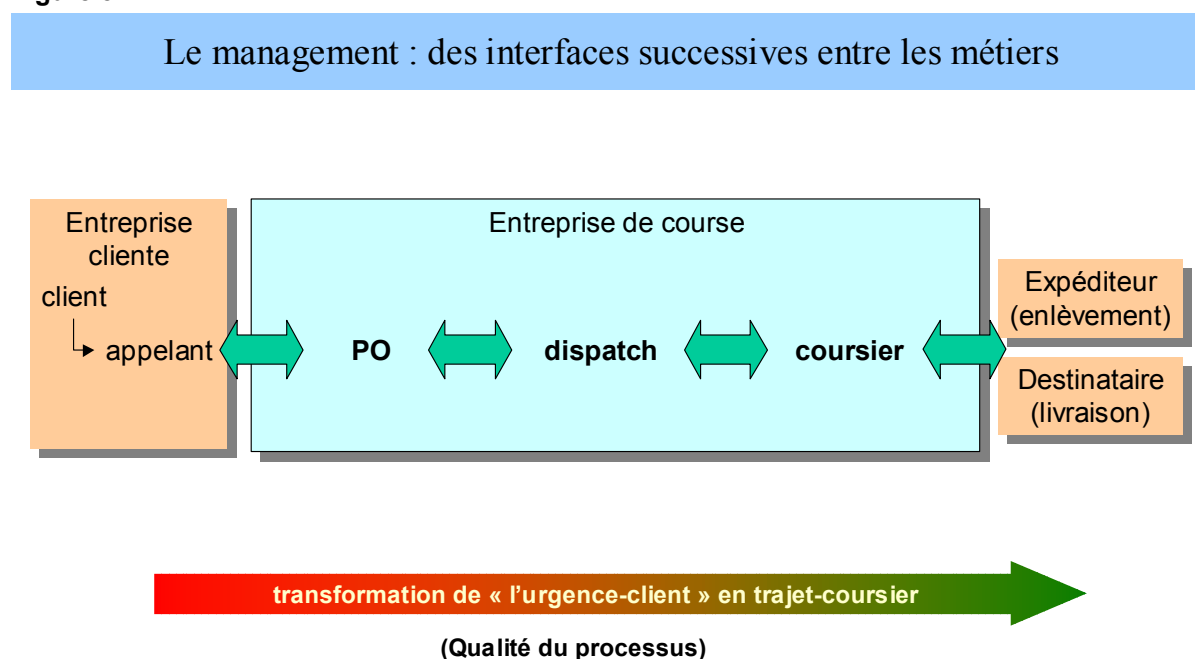 Le management : des interfaces successives entre les métiers
Entreprise
cliente
client
appelant
Entreprise de course
PO
dispatch
coursier
Expéditeur
(enlèvement)
Destinataire
(livraison)
transformation de « l’urgence-client » en trajet-coursier
(Qualité du processus)